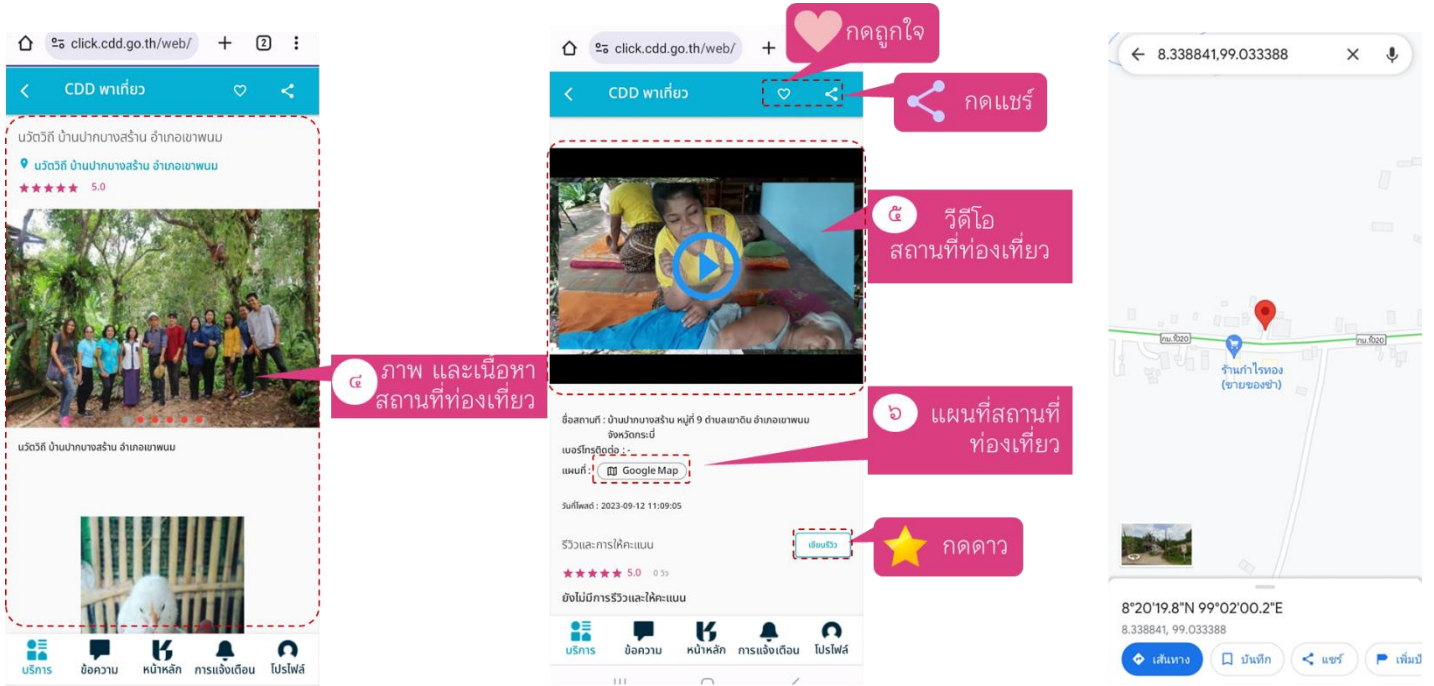 click.cdd.go.th/web/
2
CDD พาเที่ยว
นวัตวิถี บ้านปากบางสร้าน อำเภอเขาพนม
นวัตวิถี บ้านปากบางสร้าน อำเภอเขาพนม
5.0
นวัตวิถี บ้านปากบางสร้าน อำเภอเขาพนม
บริการ ข้อความ หน้าหลัก การแจ้งเตือน โปรไฟล์
๔ ภาพ และเนื้อหา
สถานที่ท่องเที่ยว
click.cdd.go.th/web/
CDD พาเที่ยว
กดถูกใจ
กดแชร์
๕ วีดีโอ
สถานที่ท่องเที่ยว
ชื่อสถานที่ : บ้านปากบางสร้าน หมู่ที่ 9 ตำบลเขาดิน อำเภอเขาพนม
จังหวัดกระบี่
เบอร์โทรติดต่อ : -
แผนที่ : Google Map
๖ แผนที่สถานที่
ท่องเที่ยว
วันที่โพสต์ : 2023-09-12 11:09:05
รีวิวและการให้คะแนน
เขียนรีวิว
กดดาว
5.0 0 วิว
ยังไม่มีการรีวิวและให้คะแนน
บริการ ข้อความ หน้าหลัก การแจ้งเตือน โปรไฟล์
8.338841,99.033388
กบ.1020
กบ.1020
ร้านกำไรทอง
(ขายของชำ)
8°20'19.8"N 99°02'00.2"E
8.338841, 99.033388
เส้นทาง บันทึก แชร์